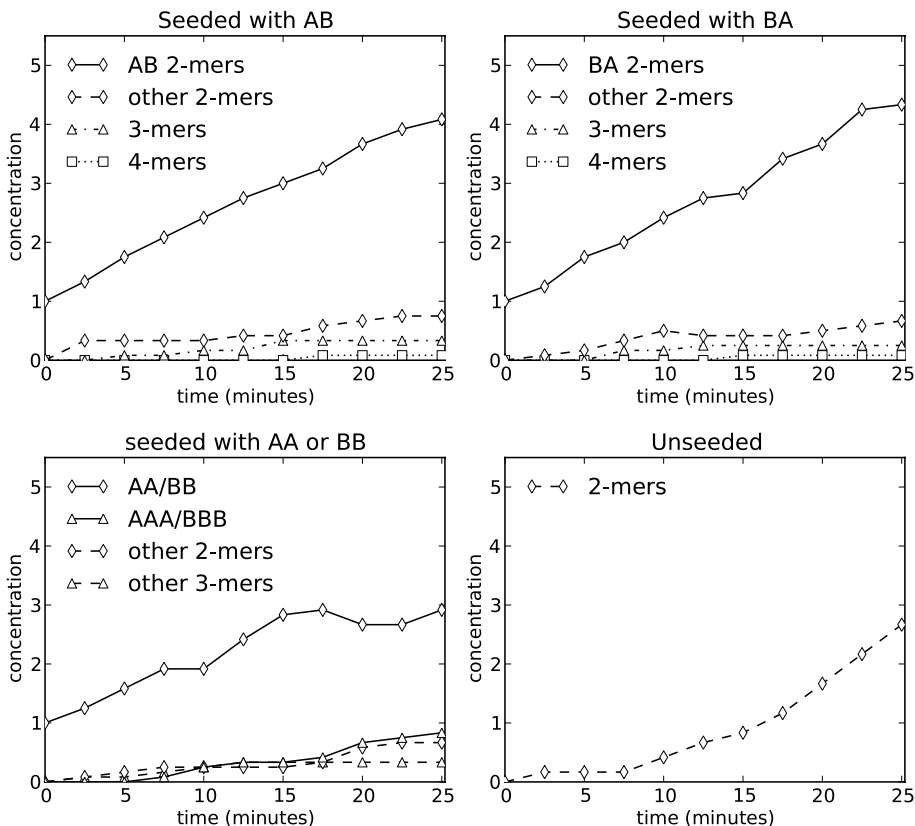 Seeded with AB
5
4
3
2
1
0
concentration
AB 2-mers
other 2-mers
3-mers
4-mers
0 5 10 15 20 25
time (minutes)
Seeded with BA
5
4
3
2
1
0
concentration
BA 2-mers
other 2-mers
3-mers
4-mers
0 5 10 15 20 25
time (minutes)
seeded with AA or BB
5
4
3
2
1
0
concentration
AA/BB
AAA/BBB
other 2-mers
other 3-mers
0 5 10 15 20 25
time (minutes)
Unseeded
5
4
3
2
1
0
concentration
2-mers
0 5 10 15 20 25
time (minutes)